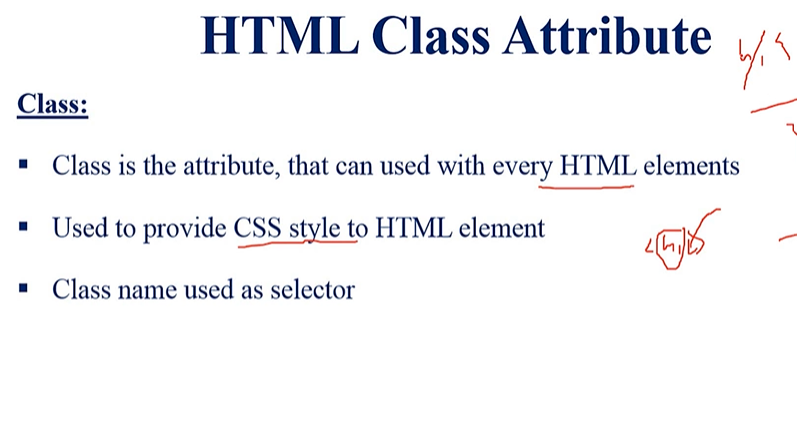 HTML Class Attribute
Class:
▪ Class is the attribute, that can used with every HTML elements
▪ Used to provide CSS style to HTML element
▪ Class name used as selector